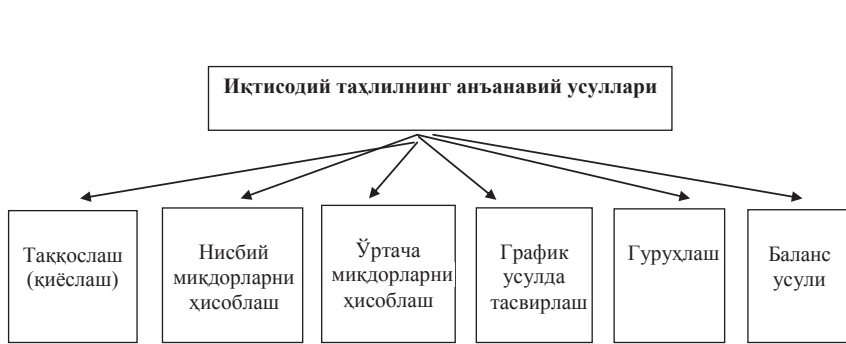 Иқтисодий таҳлилнинг анъанавий усуллари
Таққослаш
(қиёслаш)
Нисбий
миқдорларни
ҳисоблаш
Ўртача
миқдорларни
ҳисоблаш
График
усулда
тасвирлаш
Гуруҳлаш
Баланс
усули